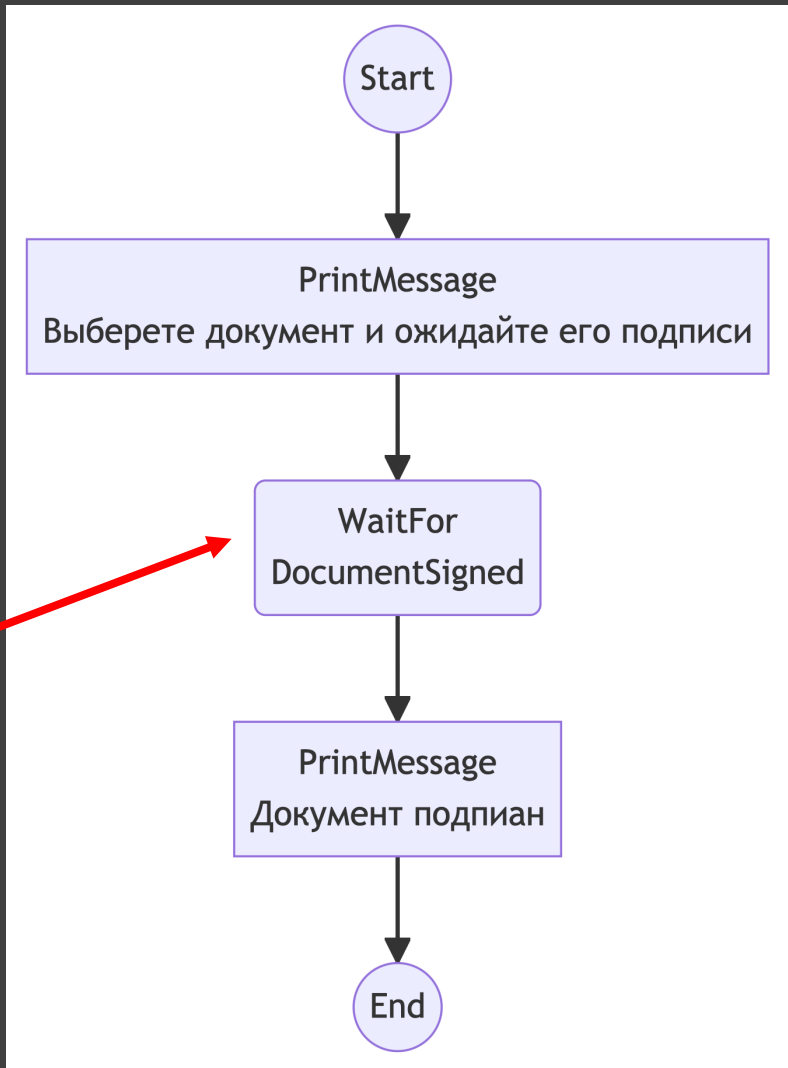 Start
PrintMessage
Выберете документ и ожидайте его подписи
WaitFor
DocumentSigned
PrintMessage
Документ подпиан
End